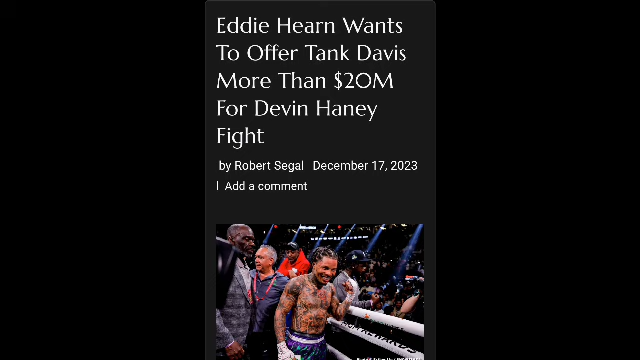 Eddie Hearn Wants
To Offer Tank Davis
More Than $20M
For Devin Haney
Fight
by Robert Segal December 17, 2023
| Add a comment